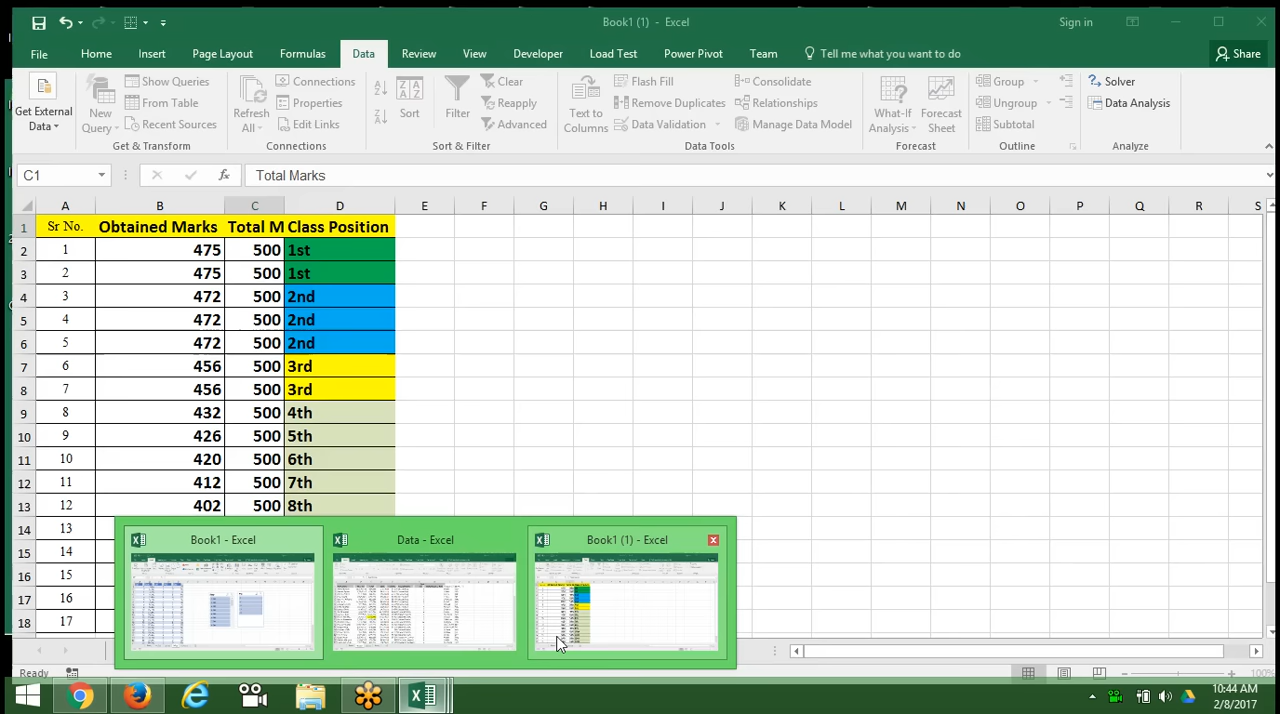 Book1 (1) - Excel
Sign in
File Home Insert Page Layout Formulas Data Review View Developer Load Test Power Pivot Team Tell me what you want to do Share
Get External Data
New Query
Show Queries
From Table
Recent Sources
Get & Transform
Refresh All
Connections
Properties
Edit Links
Connections
Sort
Filter
Clear
Reapply
Advanced
Sort & Filter
Text to Columns
Flash Fill
Remove Duplicates
Data Validation
Consolidate
Relationships
Manage Data Model
Data Tools
What-If Analysis
Forecast Sheet
Forecast
Group
Ungroup
Subtotal
Outline
Solver
Data Analysis
Analyze
C1 fx Total Marks
A B C D E F G H I J K L M N O P Q R S
1 Sr No. Obtained Marks Total M Class Position
2 1 475 500 1st
3 2 475 500 1st
4 3 472 500 2nd
5 4 472 500 2nd
6 5 472 500 2nd
7 6 456 500 3rd
8 7 456 500 3rd
9 8 432 500 4th
10 9 426 500 5th
11 10 420 500 6th
12 11 412 500 7th
13 12 402 500 8th
14 13
15 14
16 15
17 16
18 17
Book1 - Excel
Data - Excel
Book1 (1) - Excel
Ready
100%
10:44 AM
2/8/2017